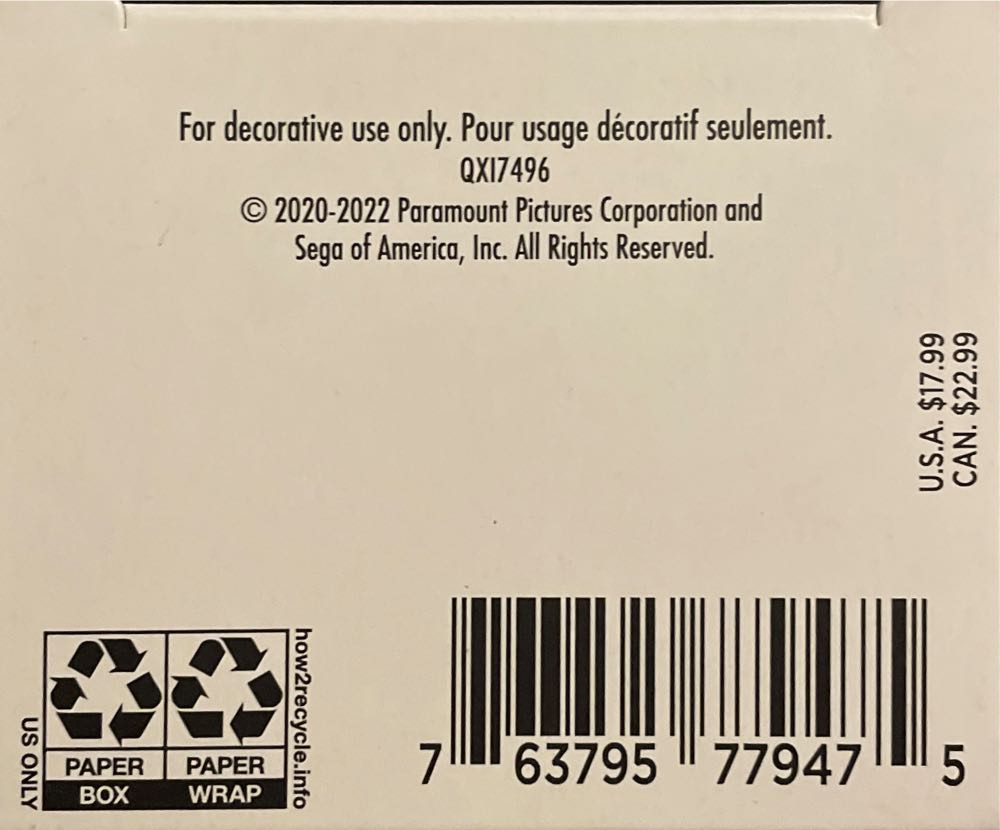 For decorative use only. Pour usage décoratif seulement.
QXI7496
© 2020-2022 Paramount Pictures Corporation and
Sega of America, Inc. All Rights Reserved.
U.S.A. $17.99
CAN. $22.99
US ONLY
PAPER
BOX
PAPER
WRAP
how2recycle.info
7 63795 77947 5